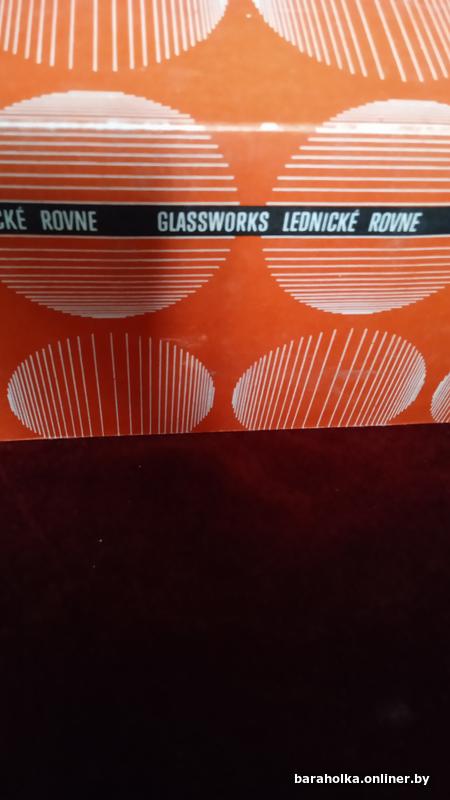 CKÉ ROVNE GLASSWORKS LEDNICKÉ ROVNE
baraholka.onliner.by